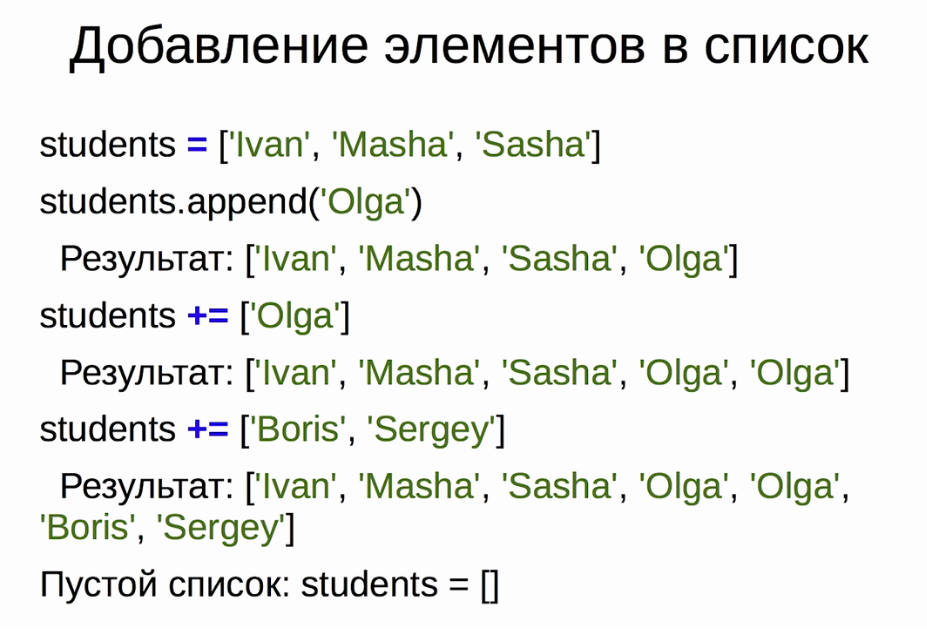 Добавление элементов в список
students = ['Ivan', 'Masha', 'Sasha']
students.append('Olga')
Результат: ['Ivan', 'Masha', 'Sasha', 'Olga']
students += ['Olga']
Результат: ['Ivan', 'Masha', 'Sasha', 'Olga', 'Olga']
students += ['Boris', 'Sergey']
Результат: ['Ivan', 'Masha', 'Sasha', 'Olga', 'Olga',
'Boris', 'Sergey']
Пустой список: students = []